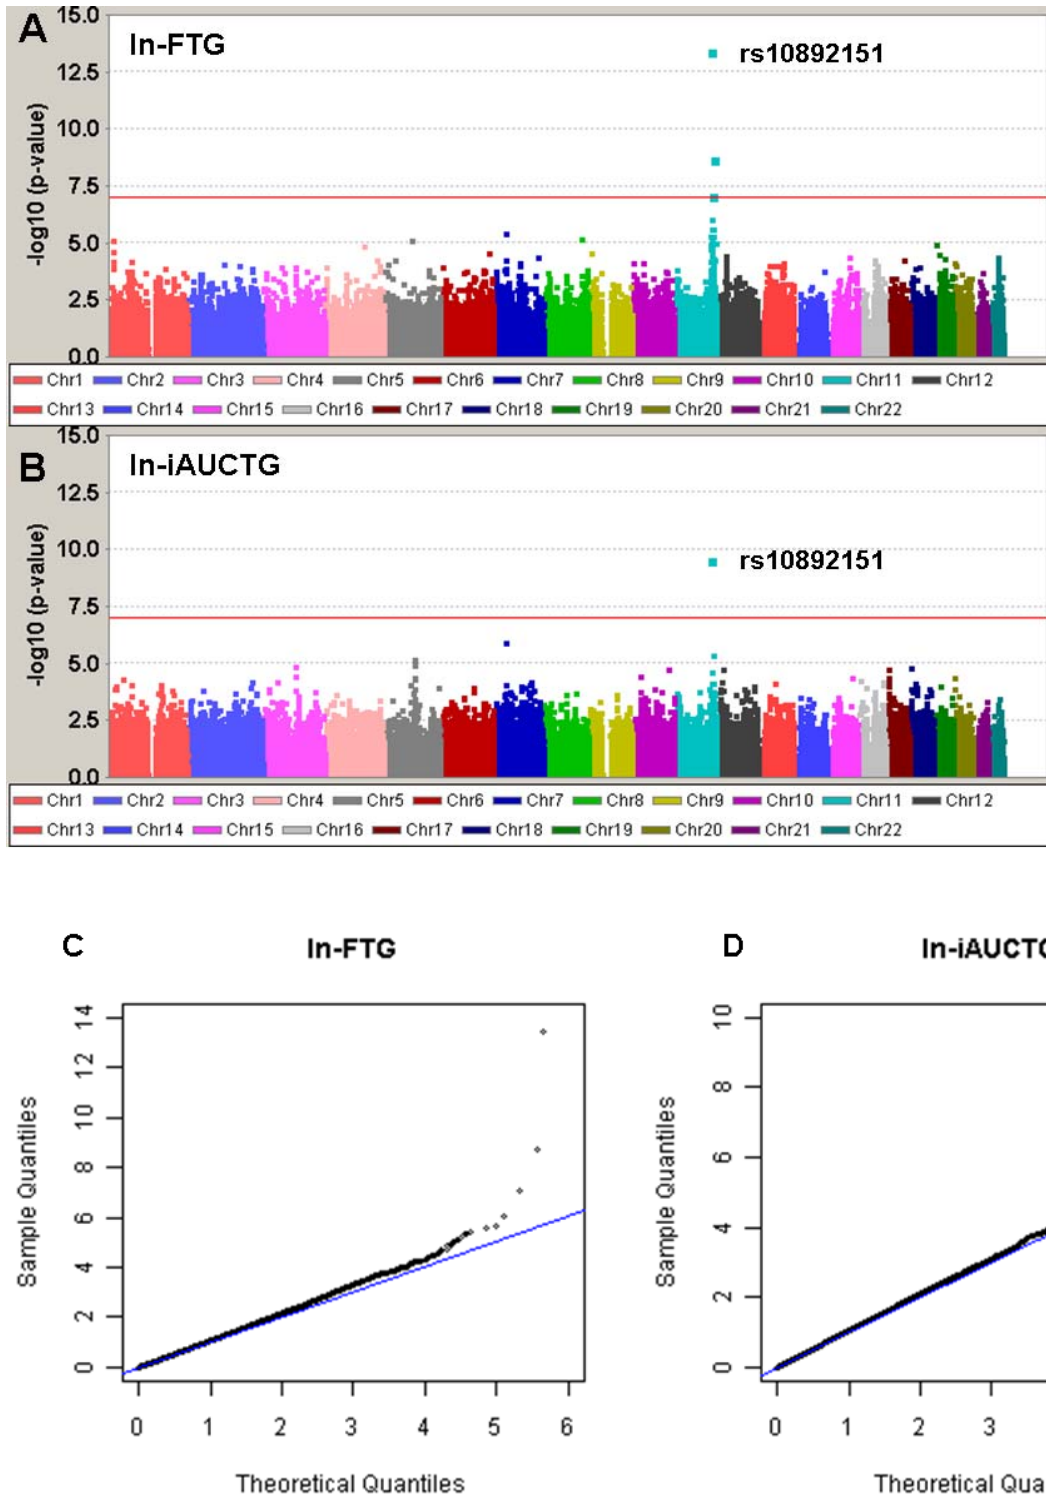 A
ln-FTG
rs10892151
-log10 (p-value)
15.0
12.5
10.0
7.5
5.0
2.5
0.0
Chr1 Chr2 Chr3 Chr4 Chr5 Chr6 Chr7 Chr8 Chr9 Chr10 Chr11 Chr12
Chr13 Chr14 Chr15 Chr16 Chr17 Chr18 Chr19 Chr20 Chr21 Chr22
B
ln-iAUCTG
rs10892151
-log10 (p-value)
15.0
12.5
10.0
7.5
5.0
2.5
0.0
Chr1 Chr2 Chr3 Chr4 Chr5 Chr6 Chr7 Chr8 Chr9 Chr10 Chr11 Chr12
Chr13 Chr14 Chr15 Chr16 Chr17 Chr18 Chr19 Chr20 Chr21 Chr22
C
ln-FTG
Sample Quantiles
14
12
10
8
6
4
2
0
0 1 2 3 4 5 6
Theoretical Quantiles
D
ln-iAUCT
Sample Quantiles
10
8
6
4
2
0
0 1 2 3
Theoretical Qua